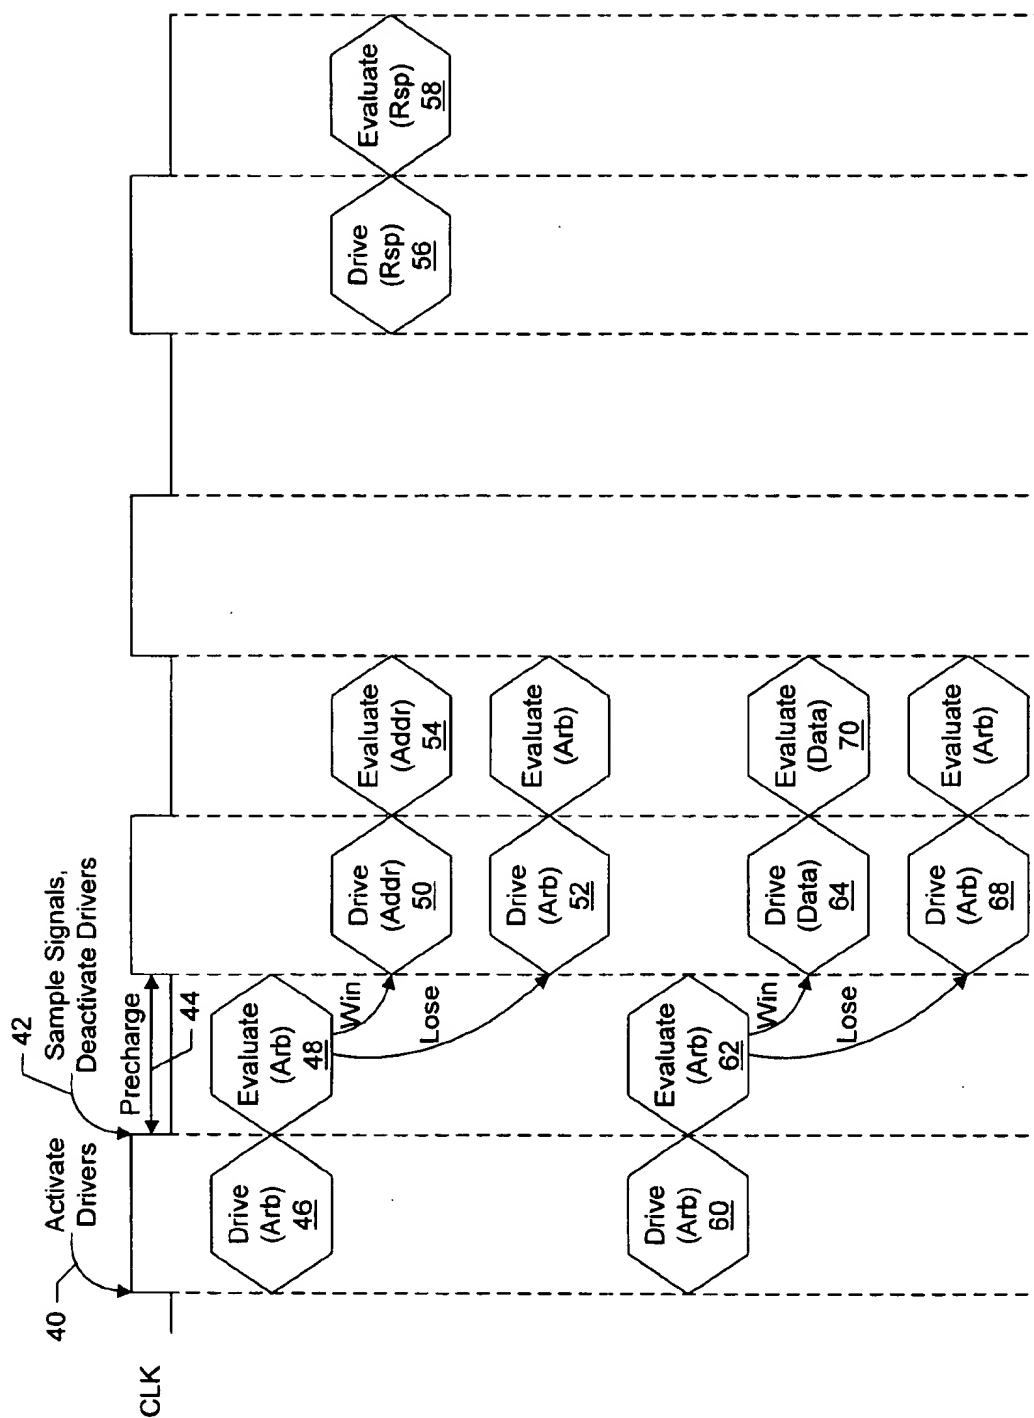 40
Activate
Drivers
42
Sample Signals,
Deactivate Drivers
Precharge
44
CLK
Drive
(Arb)
46
Evaluate
(Arb)
48
Win
Lose
Drive
(Addr)
50
Evaluate
(Addr)
54
Drive
(Rsp)
56
Evaluate
(Rsp)
58
Drive
(Arb)
52
Evaluate
(Arb)
Drive
(Arb)
60
Evaluate
(Arb)
62
Win
Lose
Drive
(Data)
64
Evaluate
(Data)
70
Drive
(Arb)
68
Evaluate
(Arb)